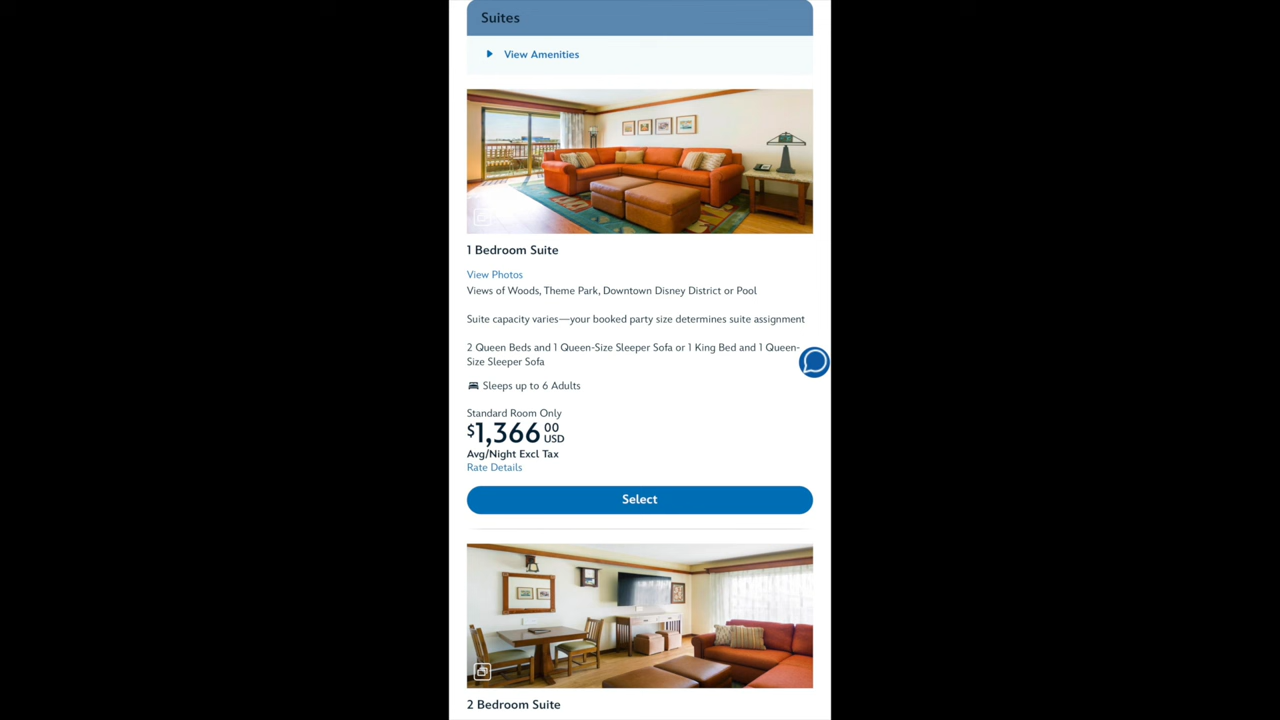 Suites
View Amenities
1 Bedroom Suite
View Photos
Views of Woods, Theme Park, Downtown Disney District or Pool
Suite capacity varies—your booked party size determines suite assignment
2 Queen Beds and 1 Queen-Size Sleeper Sofa or 1 King Bed and 1 Queen-
Size Sleeper Sofa
Sleeps up to 6 Adults
Standard Room Only
$1,366 00 USD
Avg/Night Excl Tax
Rate Details
Select
2 Bedroom Suite